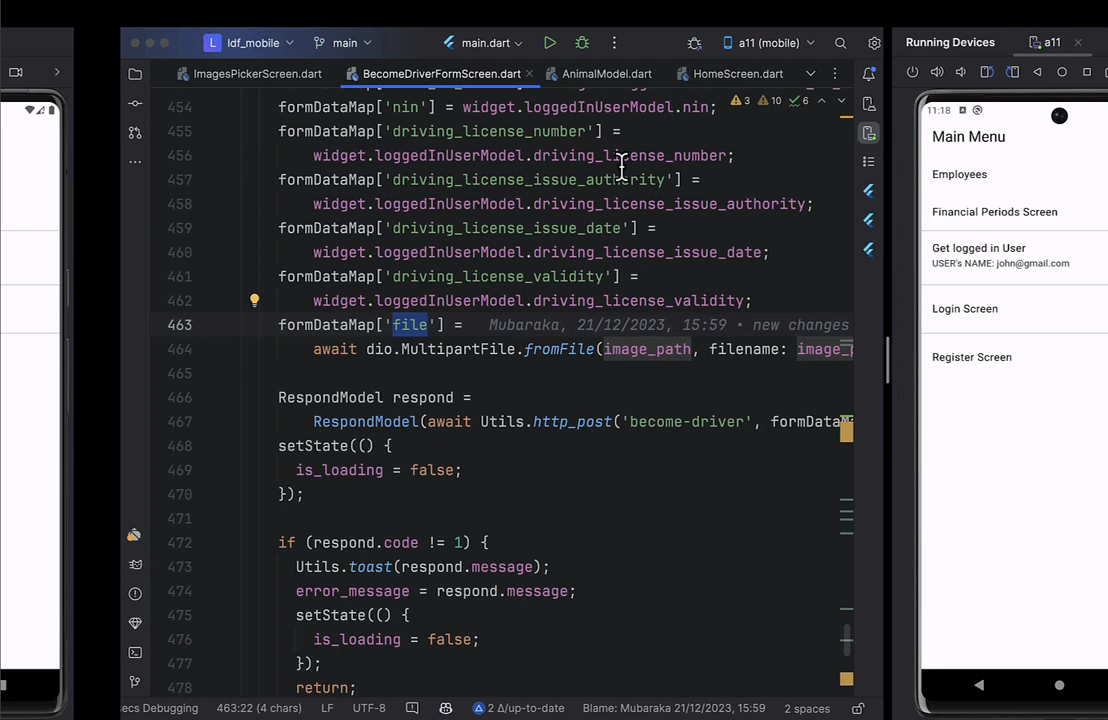 ldf_mobile
main
main.dart
a11 (mobile)
Running Devices
a11
ImagesPickerScreen.dart
BecomeDriverFormScreen.dart
AnimalModel.dart
HomeScreen.dart
454 formDataMap['nin'] = widget.loggedInUserModel.nin;
3 10 6
455 formDataMap['driving_license_number'] =
456 widget.loggedInUserModel.driving_license_number;
457 formDataMap['driving_license_issue_authority'] =
458 widget.loggedInUserModel.driving_license_issue_authority;
459 formDataMap['driving_license_issue_date'] =
460 widget.loggedInUserModel.driving_license_issue_date;
461 formDataMap['driving_license_validity'] =
462 widget.loggedInUserModel.driving_license_validity;
463 formDataMap['file'] = Mubaraka, 21/12/2023, 15:59 • new changes
464 await dio.MultipartFile.fromFile(image_path, filename:
465
466 RespondModel respond =
467 RespondModel(await Utils.http_post('become-driver',
468 setState(() {
469 is_loading = false;
470 });
471
472 if (respond.code != 1) {
473 Utils.toast(respond.message);
474 error_message = respond.message;
475 setState(() {
476 is_loading = false;
477 });
478 return;
secs Debugging
463:22 (4 chars)
LF
UTF-8
2 Δ/up-to-date
Blame: Mubaraka 21/12/2023, 15:59
2 spaces
11:18
Main Menu
Employees
Financial Periods Screen
Get logged in User
USER's NAME: john@gmail.com
Login Screen
Register Screen